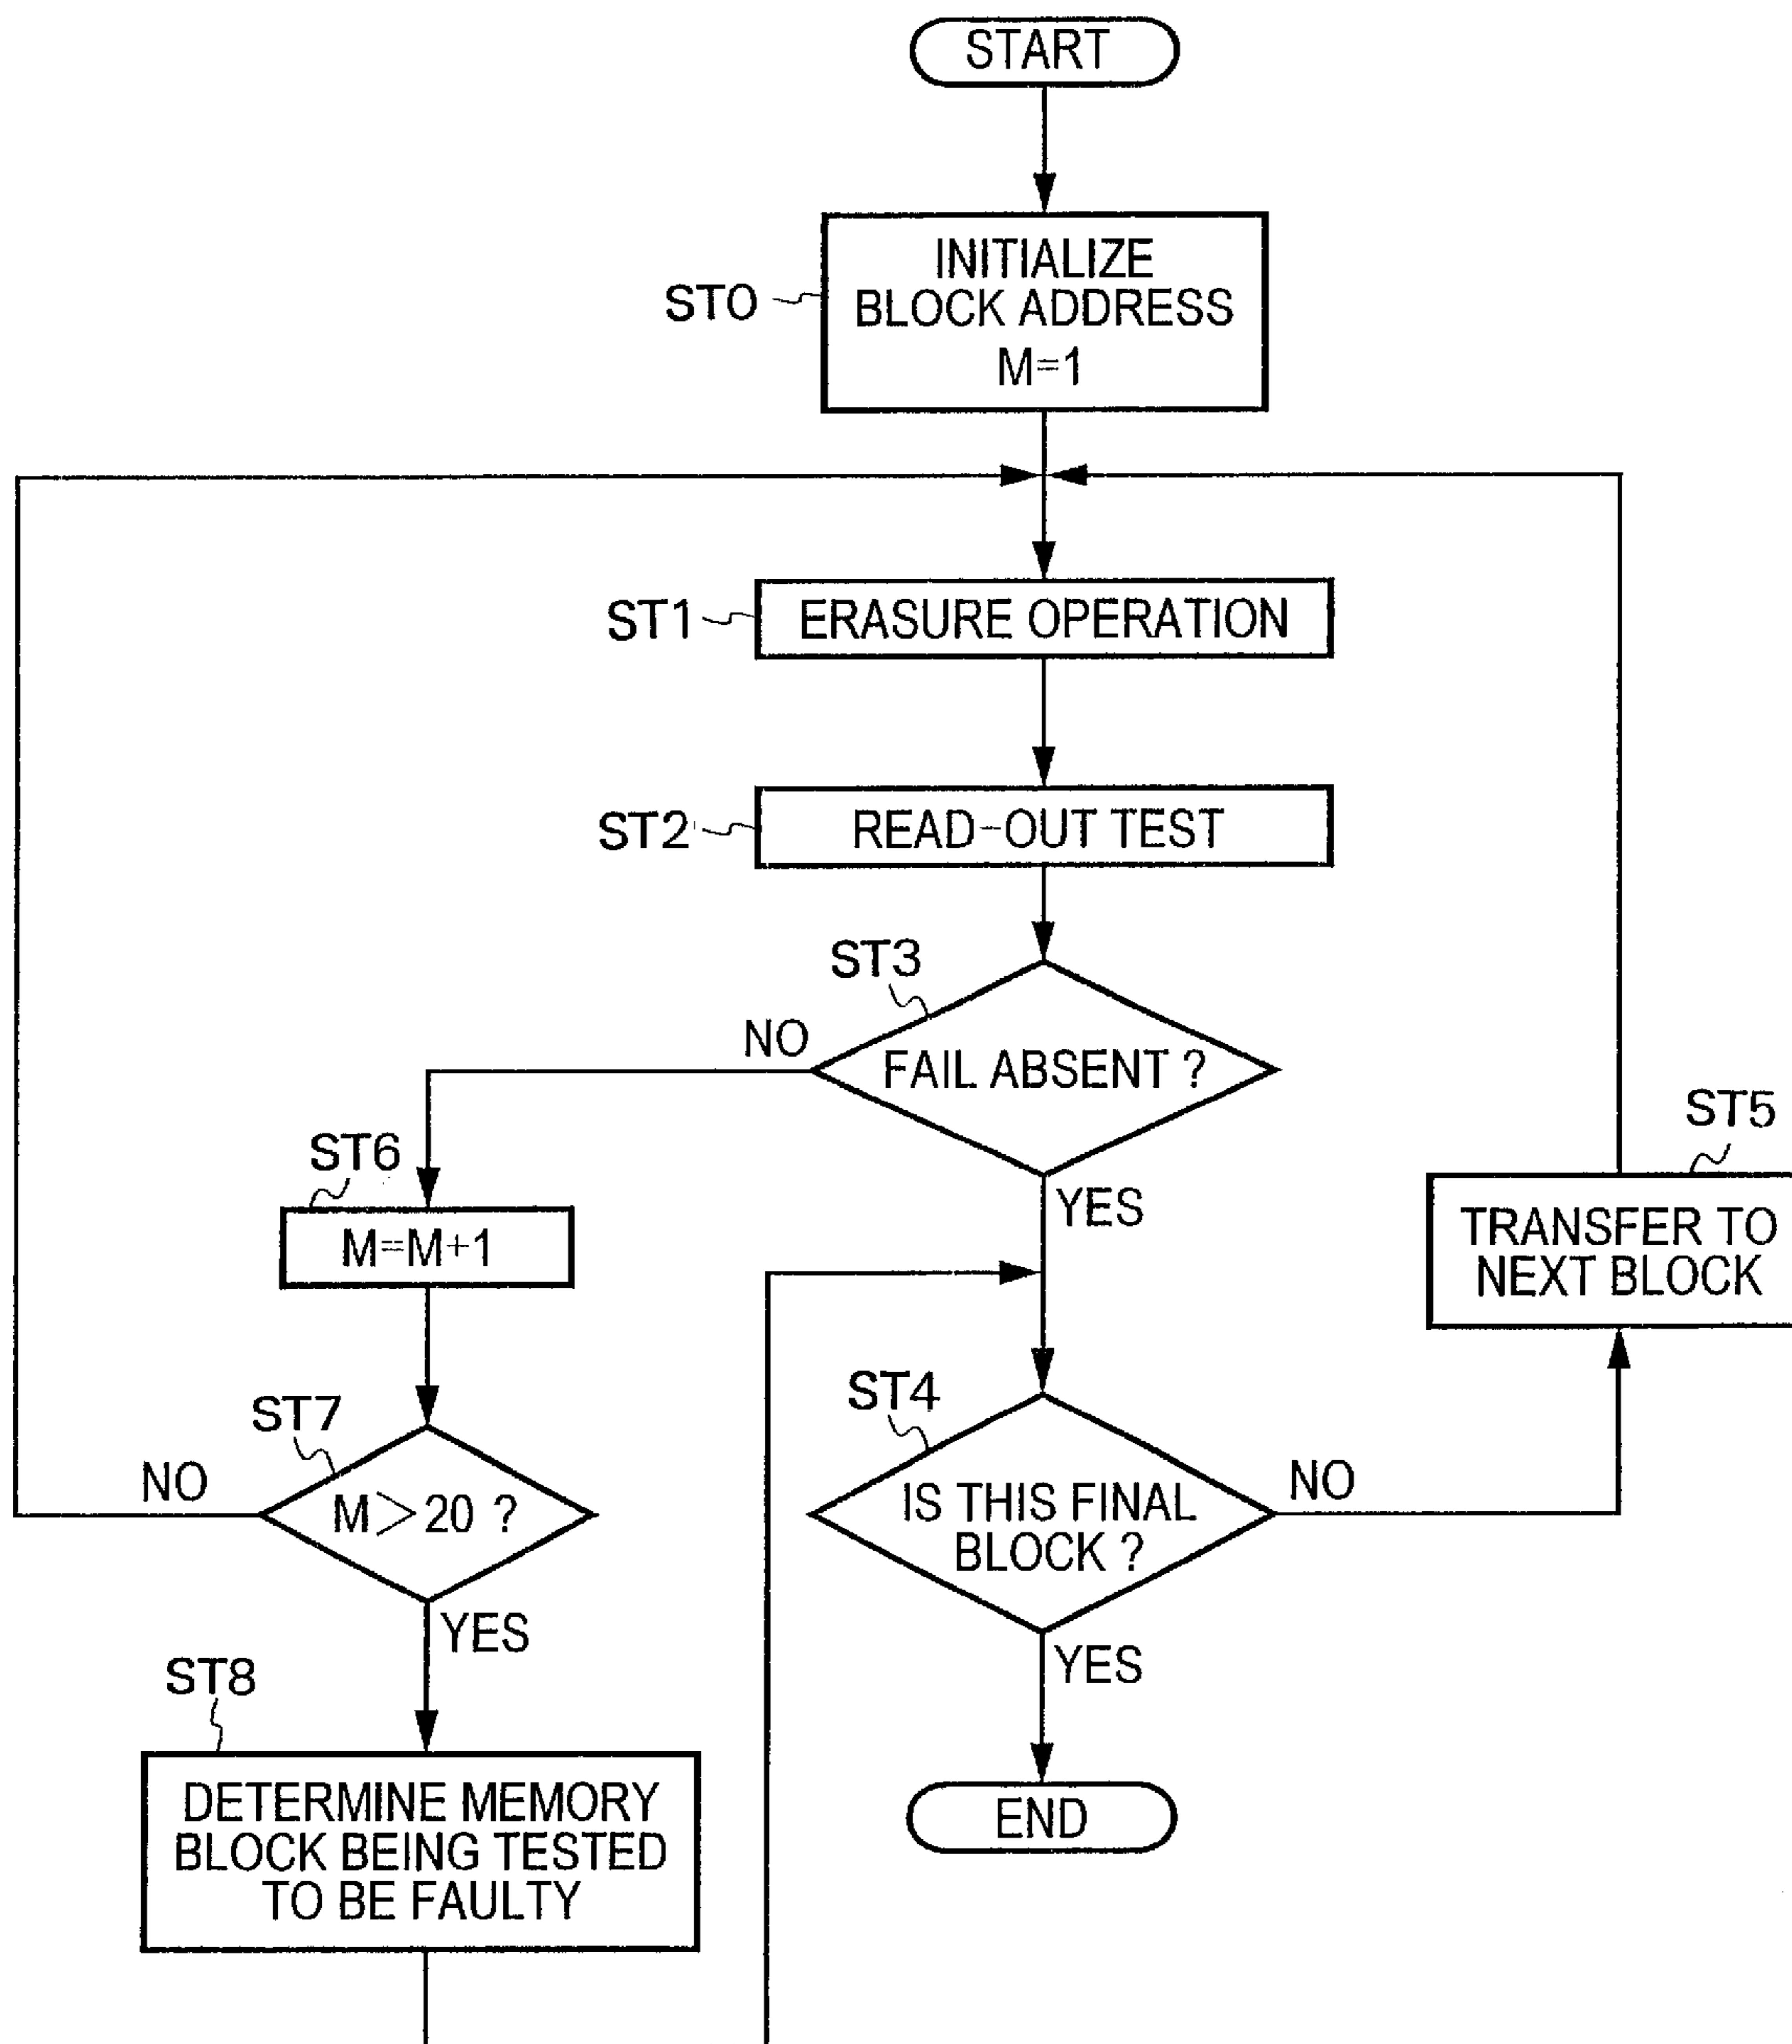 START
INITIALIZE
BLOCK ADDRESS
M=1
ST0
ERASURE OPERATION
ST1
READ-OUT TEST
ST2
ST3
FAIL ABSENT ?
NO
YES
ST6
M=M+1
ST5
TRANSFER TO
NEXT BLOCK
ST7
M>20 ?
NO
YES
ST4
IS THIS FINAL
BLOCK ?
NO
YES
ST8
DETERMINE MEMORY
BLOCK BEING TESTED
TO BE FAULTY
END